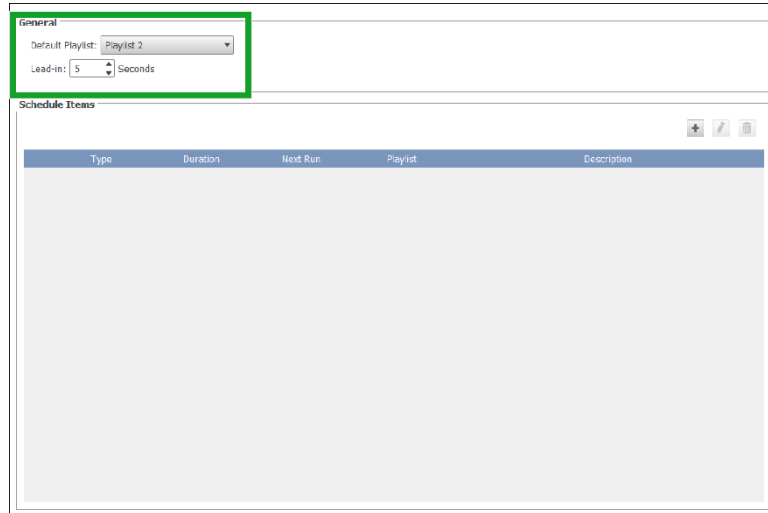 General
Default Playlist: Playlist 2
Lead-in: 5 Seconds
Schedule Items
Type Duration Next Run Playlist Description